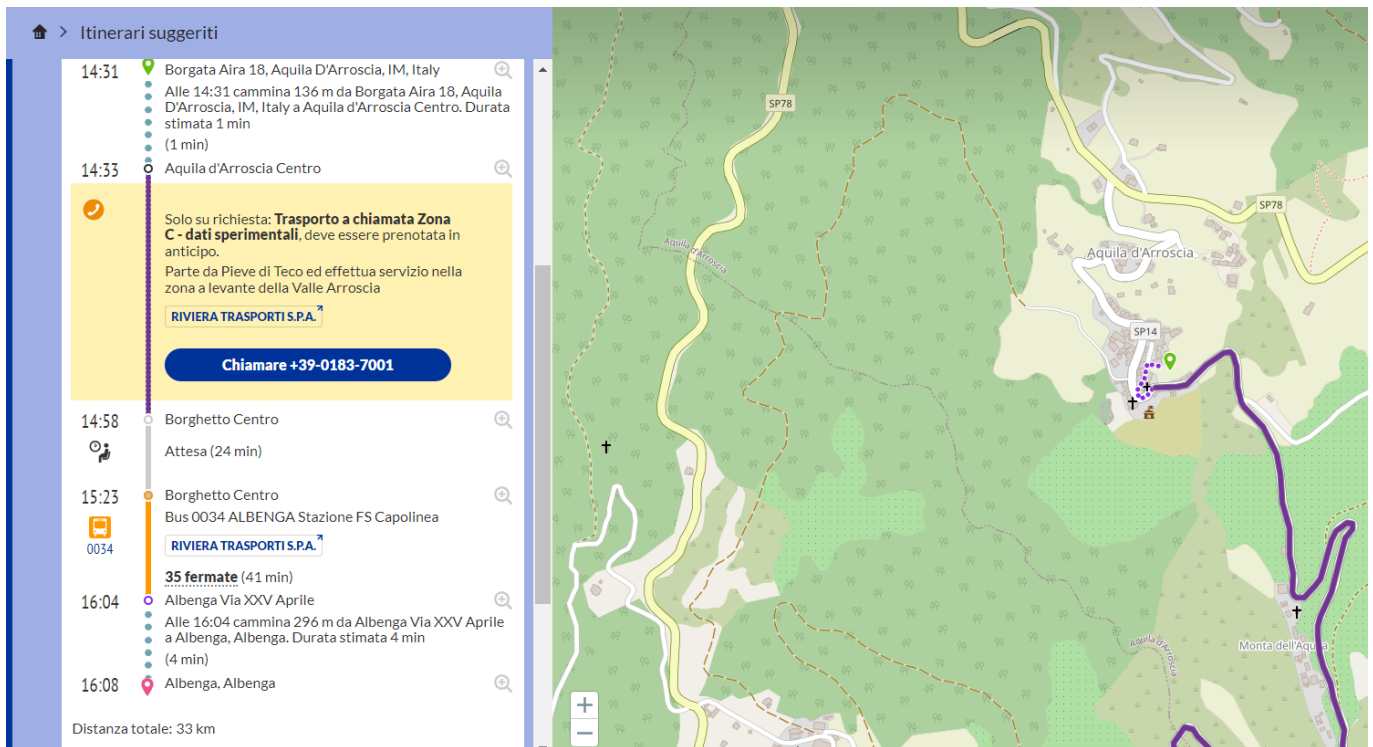 Itinerari suggeriti
14:31
Borgata Aira 18, Aquila D'Arroscia, IM, Italy
Alle 14:31 cammina 136 m da Borgata Aira 18, Aquila
D'Arroscia, IM, Italy a Aquila d'Arroscia Centro. Durata
stimata 1 min
(1 min)
14:33
Aquila d'Arroscia Centro
Solo su richiesta: Trasporto a chiamata Zona
C - dati sperimentali, deve essere prenotata in
anticipo.
Parte da Pieve di Teco ed effettua servizio nella
zona a levante della Valle Arroscia
RIVIERA TRASPORTI S.P.A.
Chiamare +39-0183-7001
14:58
Borghetto Centro
Attesa (24 min)
15:23
Borghetto Centro
Bus 0034 ALBENGA Stazione FS Capolinea
0034
RIVIERA TRASPORTI S.P.A.
35 fermate (41 min)
16:04
Albenga Via XXV Aprile
Alle 16:04 cammina 296 m da Albenga Via XXV Aprile
a Albenga, Albenga. Durata stimata 4 min
(4 min)
16:08
Albenga, Albenga
Distanza totale: 33 km
SP78
SP78
Aquila d'Arroscia
Aquila d'Arroscia
SP14
Aquila d'Arroscia
Monta dell'Aquila
+
−